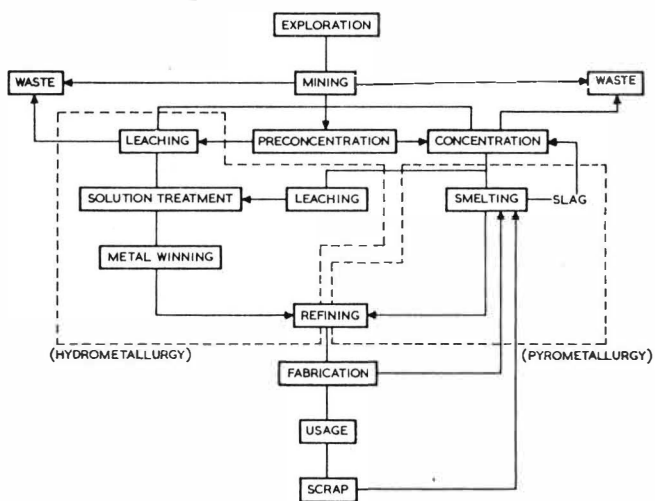 EXPLORATION
WASTE
MINING
WASTE
LEACHING
PRECONCENTRATION
CONCENTRATION
SOLUTION TREATMENT
LEACHING
SMELTING
SLAG
METAL WINNING
REFINING
(HYDROMETALLURGY)
(PYROMETALLURGY)
FABRICATION
USAGE
SCRAP